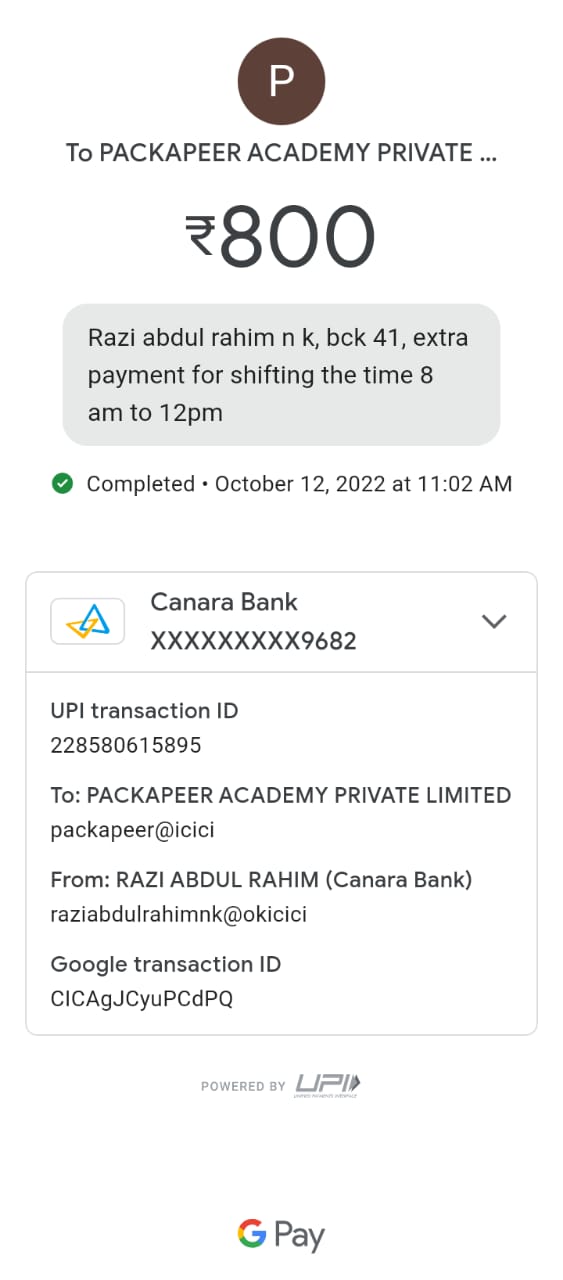 P
To PACKAPEER ACADEMY PRIVATE ...
₹800
Razi abdul rahim n k, bck 41, extra
payment for shifting the time 8
am to 12pm
Completed • October 12, 2022 at 11:02 AM
Canara Bank
XXXXXXXXX9682
UPI transaction ID
228580615895
To: PACKAPEER ACADEMY PRIVATE LIMITED
packapeer@icici
From: RAZI ABDUL RAHIM (Canara Bank)
raziabdulrahimnk@okicici
Google transaction ID
CICAgJCyuPCdPQ
POWERED BY UPI
UNIFIED PAYMENTS INTERFACE
G Pay